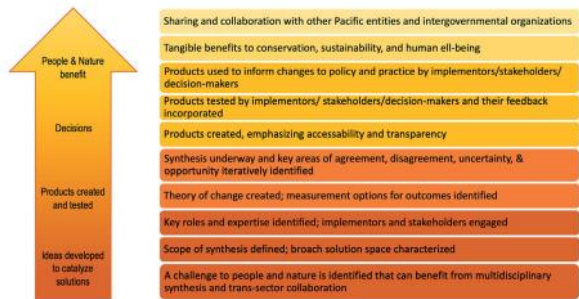 People & Nature
benefit
Decisions
Products created
and tested
Ideas developed
to catalyze
solutions
Sharing and collaboration with other Pacific entities and intergovernmental organizations
Tangible benefits to conservation, sustainability, and human ell-being
Products used to inform changes to policy and practice by implementors/stakeholders/
decision-makers
Products tested by implementors/ stakeholders/decision-makers and their feedback
incorporated
Products created, emphasizing accessability and transparency
Synthesis underway and key areas of agreement, disagreement, uncertainty, &
opportunity iteratively identified
Theory of change created; measurement options for outcomes identified
Key roles and expertise identified; implementors and stakeholders engaged
Scope of synthesis defined; broach solution space characterized
A challenge to people and nature is identified that can benefit from multidisciplinary
synthesis and trans-sector collaboration